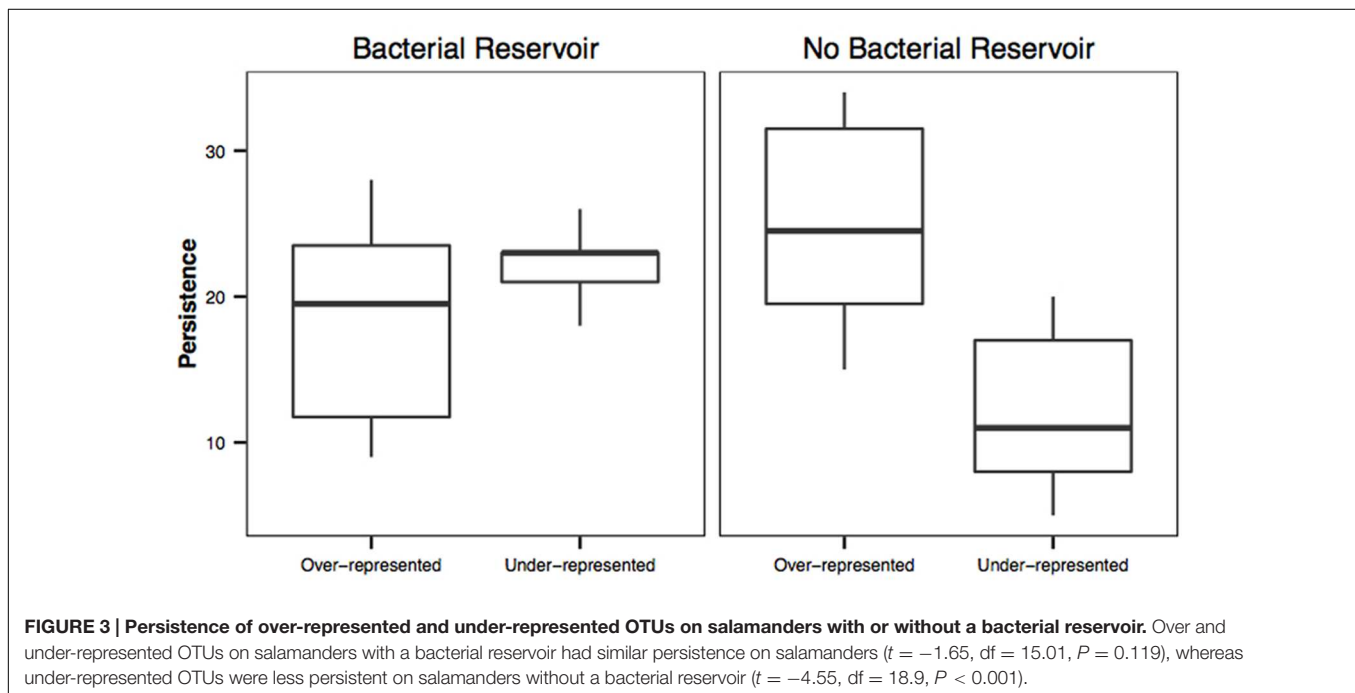 Bacterial Reservoir
No Bacterial Reservoir
Persistence
30
20
10
Over-represented
Under-represented
Over-represented
Under-represented
FIGURE 3 | Persistence of over-represented and under-represented OTUs on salamanders with or without a bacterial reservoir. Over and
under-represented OTUs on salamanders with a bacterial reservoir had similar persistence on salamanders (t = −1.65, df = 15.01, P = 0.119), whereas
under-represented OTUs were less persistent on salamanders without a bacterial reservoir (t = −4.55, df = 18.9, P < 0.001).